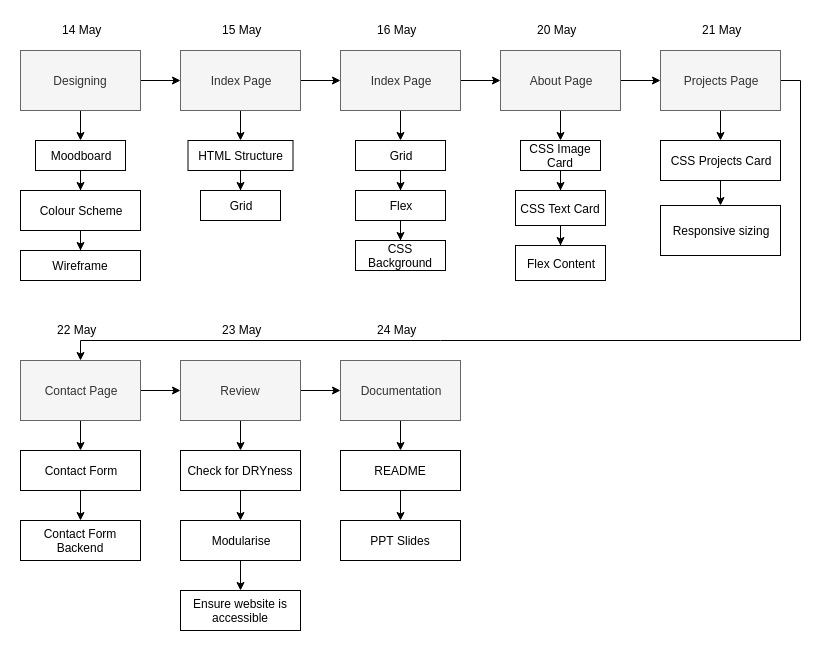 14 May
15 May
16 May
20 May
21 May
Designing
Index Page
Index Page
About Page
Projects Page
Moodboard
HTML Structure
Grid
CSS Image
Card
CSS Projects Card
Colour Scheme
Grid
Flex
CSS Text Card
Responsive sizing
Wireframe
CSS
Background
Flex Content
22 May
23 May
24 May
Contact Page
Review
Documentation
Contact Form
Check for DRYness
README
Contact Form
Backend
Modularise
PPT Slides
Ensure website is
accessible